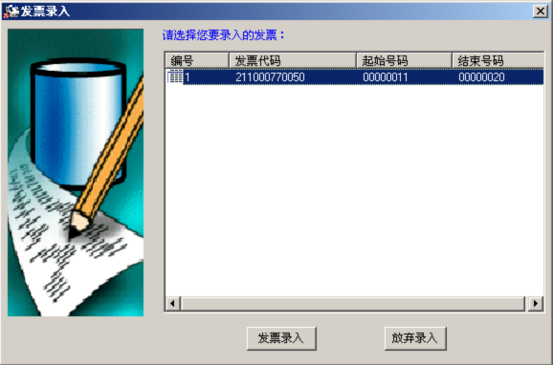 发票录入
请选择您要录入的发票：
编号 发票代码 起始号码 结束号码
1 211000770050 00000011 00000020
发票录入 放弃录入